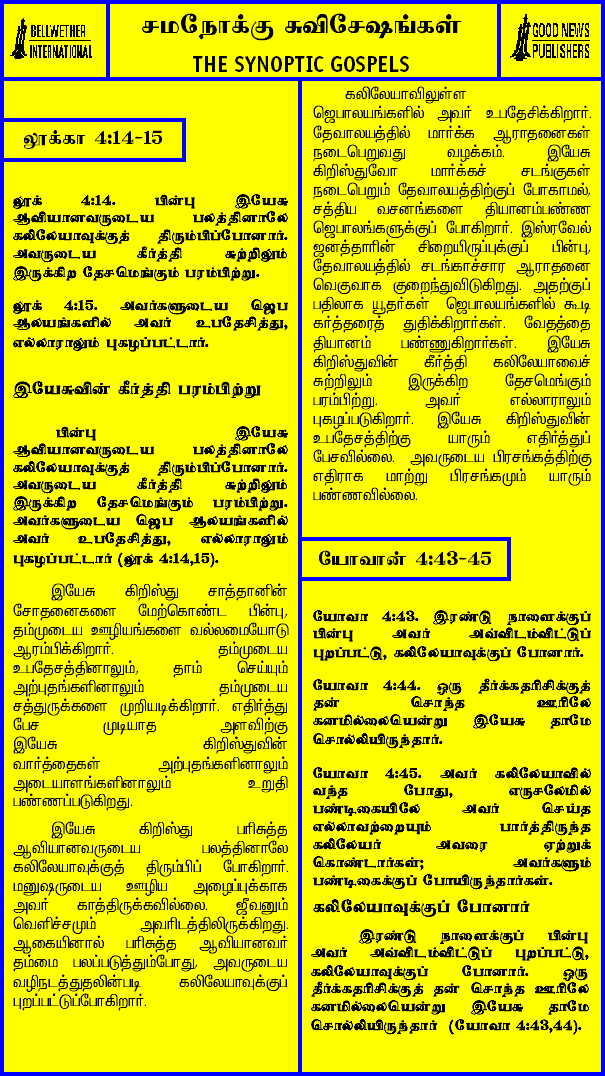 BELLWETHER
INTERNATIONAL
சமநோக்கு சுவிசேஷங்கள்
THE SYNOPTIC GOSPELS
GOOD NEWS
PUBLISHERS
லூக்கா 4:14-15
லூக் 4:14. பின்பு இயேசு
ஆவியானவருடைய பலத்தினாலே
கலிலேயாவுக்குத் திரும்பிப்போனார்.
அவருடைய கீர்த்தி சுற்றிலும்
இருக்கிற தேசமெங்கும் பரம்பிற்று.
லூக் 4:15. அவர்களுடைய ஜெப
ஆலயங்களில் அவர் உபதேசித்து,
எல்லாராலும் புகழப்பட்டார்.
இயேசுவின் கீர்த்தி பரம்பிற்று
பின்பு இயேசு
ஆவியானவருடைய பலத்தினாலே
கலிலேயாவுக்குத் திரும்பிப்போனார்.
அவருடைய கீர்த்தி சுற்றிலும்
இருக்கிற தேசமெங்கும் பரம்பிற்று.
அவர்களுடைய ஜெப ஆலயங்களில்
அவர் உபதேசித்து, எல்லாராலும்
புகழப்பட்டார் (லூக் 4:14,15).
இயேசு கிறிஸ்து சாத்தானின்
சோதனைகளை மேற்கொண்ட பின்பு,
தம்முடைய ஊழியங்களை வல்லமையோடு
ஆரம்பிக்கிறார். தம்முடைய
உபதேசத்தினாலும், தாம் செய்யும்
அற்புதங்களினாலும் தம்முடைய
சத்துருக்களை முறியடிக்கிறார். எதிர்த்து
பேச முடியாத அளவிற்கு
இயேசு கிறிஸ்துவின்
வார்த்தைகள் அற்புதங்களினாலும்
அடையாளங்களினாலும் உறுதி
பண்ணப்படுகிறது.
இயேசு கிறிஸ்து பரிசுத்த
ஆவியானவருடைய பலத்தினாலே
கலிலேயாவுக்குத் திரும்பிப் போகிறார்.
மனுஷருடைய ஊழிய அழைப்புக்காக
அவர் காத்திருக்கவில்லை. ஜீவனும்
வெளிச்சமும் அவரிடத்திலிருக்கிறது.
ஆகையினால் பரிசுத்த ஆவியானவர்
தம்மை பலப்படுத்தும்போது, அவருடைய
வழிநடத்துதலின்படி கலிலேயாவுக்குப்
புறப்பட்டுப்போகிறார்.
கலிலேயாவிலுள்ள
ஜெபாலயங்களில் அவர் உபதேசிக்கிறார்.
தேவாலயத்தில் மார்க்க ஆராதனைகள்
நடைபெறுவது வழக்கம். இயேசு
கிறிஸ்துவோ மார்க்கச் சடங்குகள்
நடைபெறும் தேவாலயத்திற்குப் போகாமல்,
சத்திய வசனங்களை தியானம்பண்ண
ஜெபாலங்களுக்குப் போகிறார். இஸ்ரவேல்
ஜனத்தாரின் சிறையிருப்புக்குப் பின்பு,
தேவாலயத்தில் சடங்காச்சார ஆராதனை
வெகுவாக குறைந்துவிடுகிறது. அதற்குப்
பதிலாக யூதர்கள் ஜெபாலயங்களில் கூடி
கர்த்தரைத் துதிக்கிறார்கள். வேதத்தை
தியானம் பண்ணுகிறார்கள். இயேசு
கிறிஸ்துவின் கீர்த்தி கலிலேயாவைச்
சுற்றிலும் இருக்கிற தேசமெங்கும்
பரம்பிற்று. அவர் எல்லாராலும்
புகழப்படுகிறார். இயேசு கிறிஸ்துவின்
உபதேசத்திற்கு யாரும் எதிர்த்துப்
பேசவில்லை. அவருடைய பிரசங்கத்திற்கு
எதிராக மாற்று பிரசங்கமும் யாரும்
பண்ணவில்லை.
யோவான் 4:43-45
யோவா 4:43. இரண்டு நாளைக்குப்
பின்பு அவர் அவ்விடம்விட்டுப்
புறப்பட்டு, கலிலேயாவுக்குப் போனார்.
யோவா 4:44. ஒரு தீர்க்கதரிசிக்குத்
தன் சொந்த ஊரிலே
கனமில்லையென்று இயேசு தாமே
சொல்லியிருந்தார்.
யோவா 4:45. அவர் கலிலேயாவில்
வந்த போது, எருசலேமில்
பண்டிகையிலே அவர் செய்த
எல்லாவற்றையும் பார்த்திருந்த
கலிலேயர் அவரை ஏற்றுக்
கொண்டார்கள்; அவர்களும்
பண்டிகைக்குப் போயிருந்தார்கள்.
கலிலேயாவுக்குப் போனார்
இரண்டு நாளைக்குப் பின்பு
அவர் அவ்விடம்விட்டுப் புறப்பட்டு,
கலிலேயாவுக்குப் போனார். ஒரு
தீர்க்கதரிசிக்குத் தன் சொந்த ஊரிலே
கனமில்லையென்று இயேசு தாமே
சொல்லியிருந்தார் (யோவா 4:43,44).